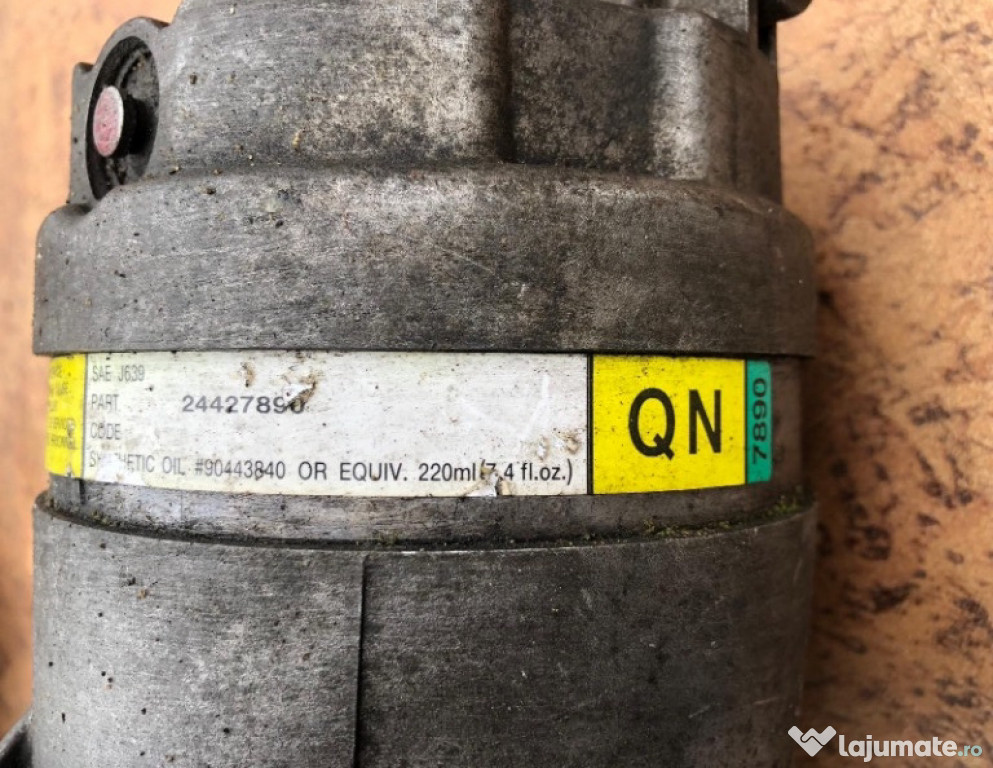 SAE J639
PART 24427890
CODE
SYNTHETIC OIL #90443840 OR EQUIV. 220ml(7.4 fl.oz.)
QN
7890
lajumate.ro